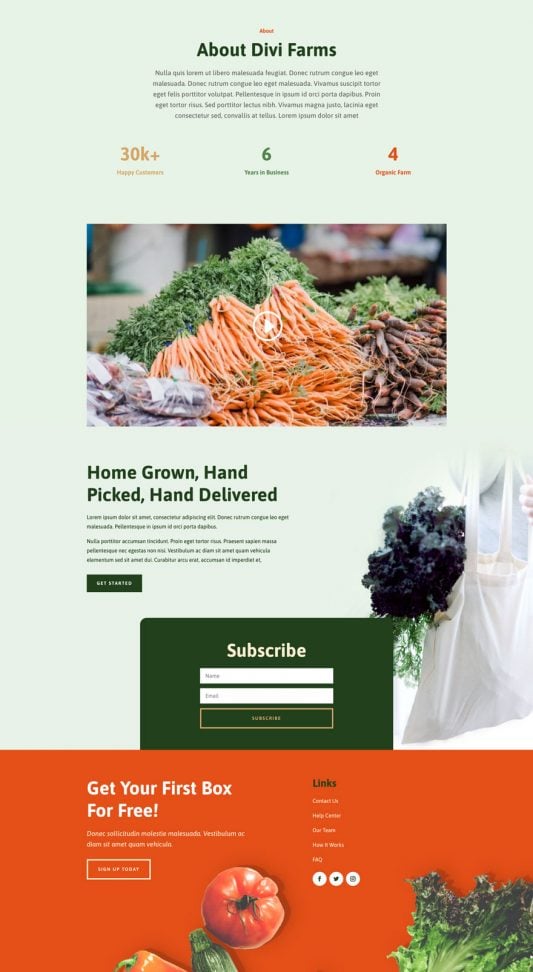 About
About Divi Farms
Nulla quis lorem ut libero malesuada feugiat. Donec rutrum congue leo eget
malesuada. Donec rutrum congue leo eget malesuada. Vivamus suscipit tortor
eget felis porttitor volutpat. Pellentesque in ipsum id orci porta dapibus. Proin
eget tortor risus. Sed porttitor lectus nibh. Vivamus magna justo, lacinia eget
consectetur sed, convallis at tellus. Lorem ipsum dolor sit amet
30k+ 6 4
Happy Customers Years in Business Organic Farm
Home Grown, Hand
Picked, Hand Delivered
Lorem ipsum dolor sit amet, consectetur adipiscing elit. Donec rutrum congue leo eget
malesuada. Pellentesque in ipsum id orci porta dapibus.
Nulla porttitor accumsan tincidunt. Proin eget tortor risus. Praesent sapien massa
pellentesque nec egestas non nisi. Vestibulum ac diam sit amet quam vehicula
elementum sed sit amet dui. Curabitur arcu erat, accumsan id imperdiet et.
GET STARTED
Subscribe
Name
Email
SUBSCRIBE
Get Your First Box
For Free!
Donec sollicitudin molestie malesuada. Vestibulum ac
diam sit amet quam vehicula.
SIGN UP TODAY
Links
Contact Us
Help Center
Our Team
How It Works
FAQ